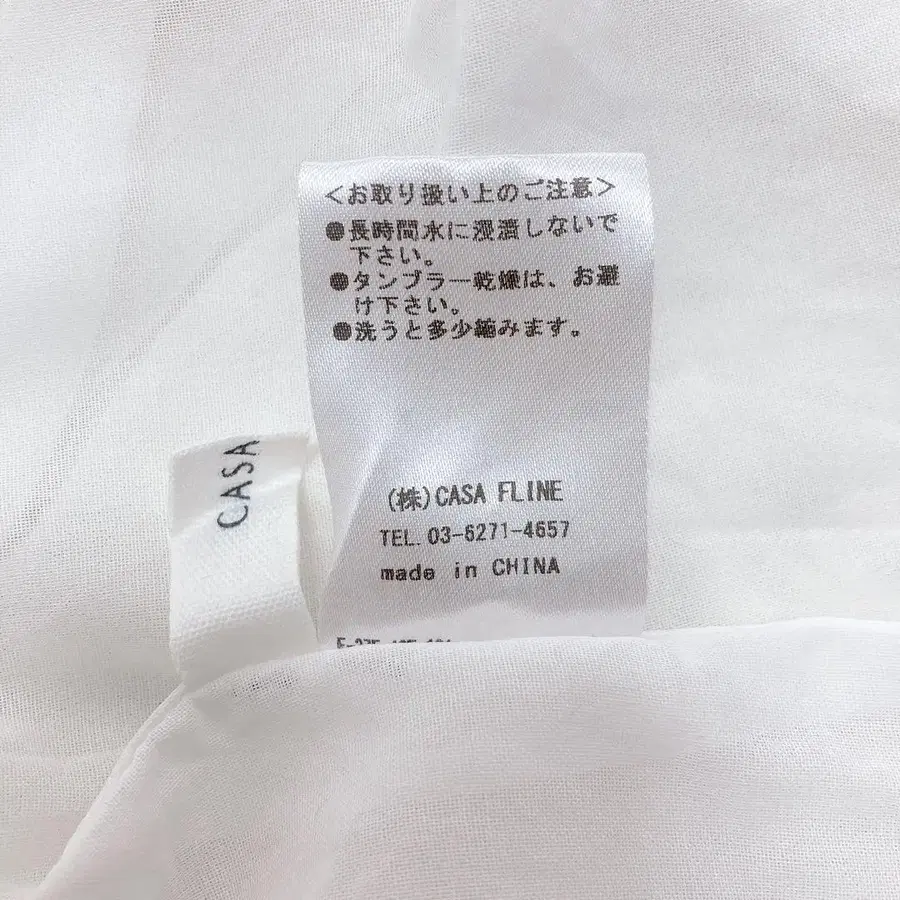 <お取り扱い上のご注意>
●長時間水に浸漬しないで
下さい。
●タンブラー乾燥は、お避
け下さい。
●洗うと多少縮みます。
CASA
(株)CASA FLINE
TEL. 03-6271-4657
made in CHINA